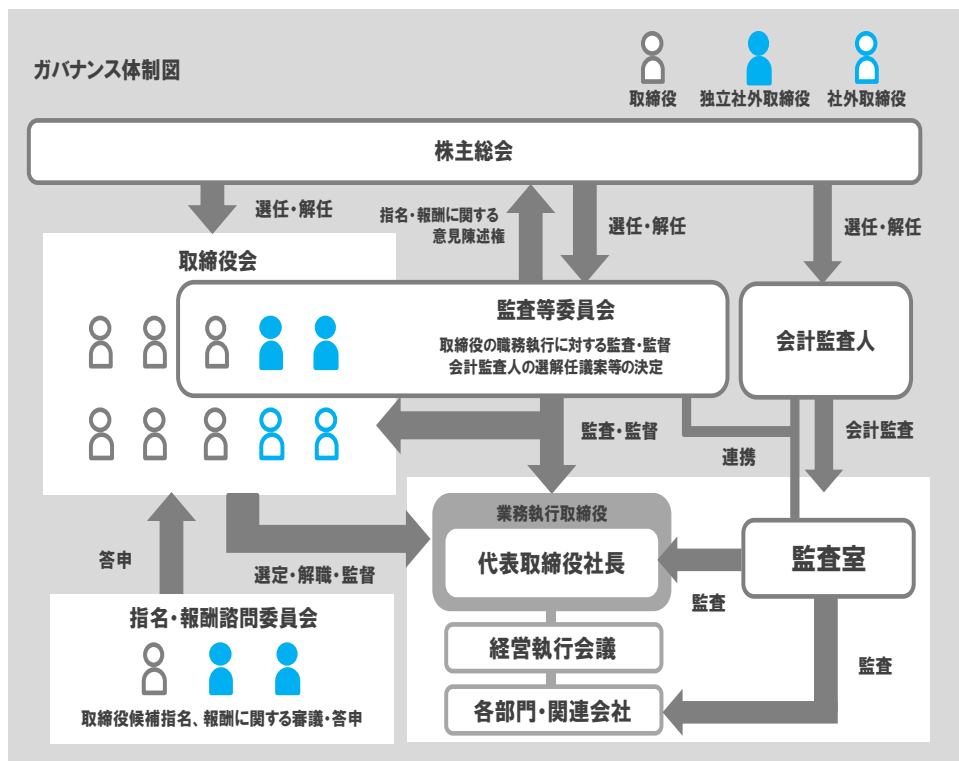 ガバナンス体制図
取締役
独立社外取締役
社外取締役
株主総会
選任・解任
指名・報酬に関する
意見陳述権
選任・解任
選任・解任
取締役会
監査等委員会
取締役の職務執行に対する監査・監督
会計監査人の選解任議案等の決定
会計監査人
監査・監督
連携
会計監査
業務執行取締役
代表取締役社長
監査室
答申
選定・解職・監督
監査
指名・報酬諮問委員会
経営執行会議
監査
取締役候補指名、報酬に関する審議・答申
各部門・関連会社